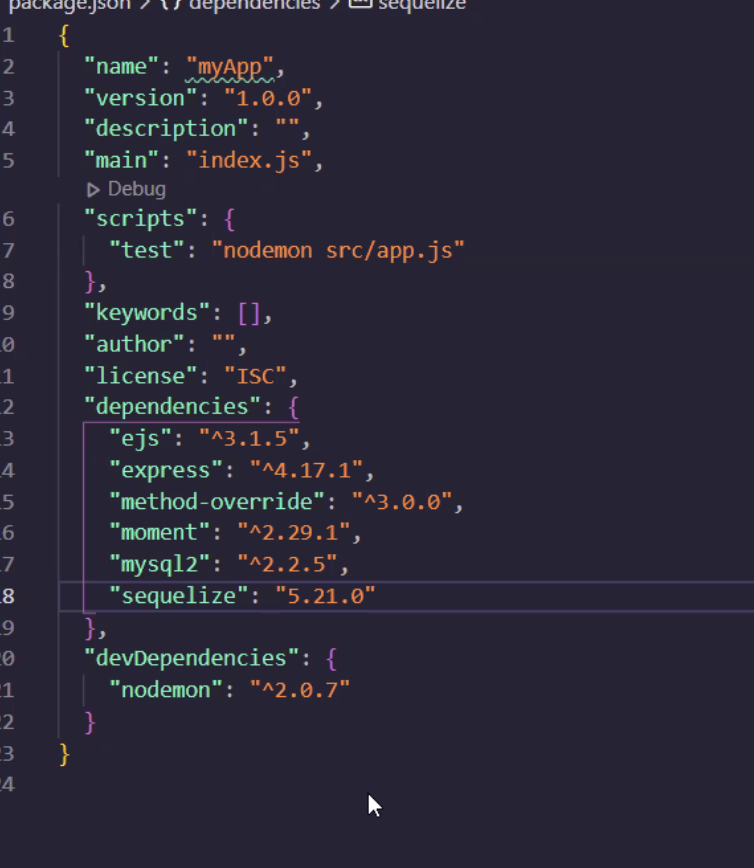 package.json > {} dependencies > sequelize
1 {
2 "name": "myApp",
3 "version": "1.0.0",
4 "description": "",
5 "main": "index.js",
Debug
6 "scripts": {
7 "test": "nodemon src/app.js"
8 },
9 "keywords": [],
0 "author": "",
1 "license": "ISC",
2 "dependencies": {
3 "ejs": "^3.1.5",
4 "express": "^4.17.1",
5 "method-override": "^3.0.0",
6 "moment": "^2.29.1",
7 "mysql2": "^2.2.5",
8 "sequelize": "5.21.0"
9 },
0 "devDependencies": {
1 "nodemon": "^2.0.7"
2 }
3 }
4